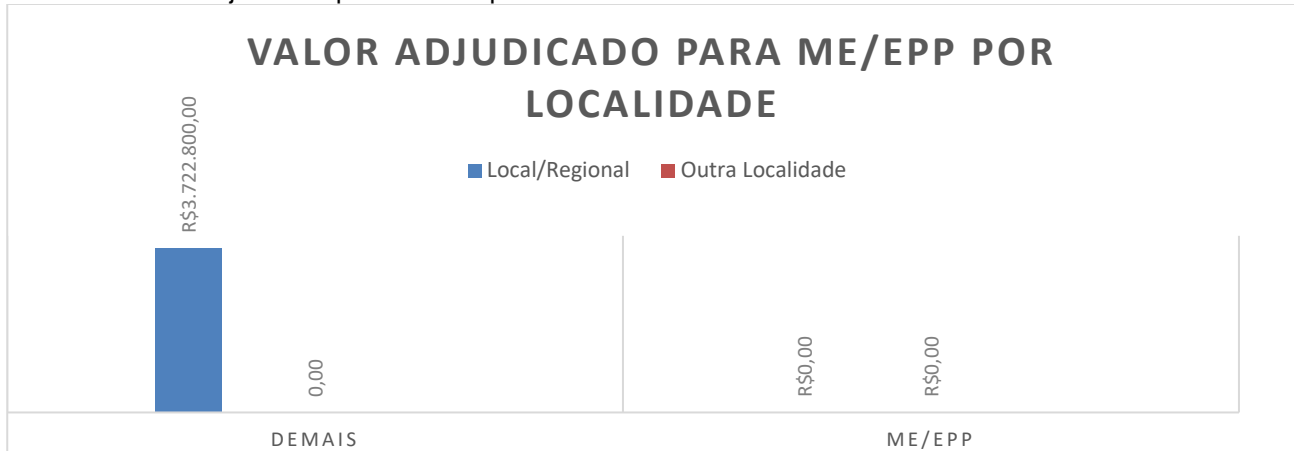 VALOR ADJUDICADO PARA ME/EPP POR
LOCALIDADE
Local/Regional Outra Localidade
R$3.722.800,00
0,00
R$0,00
R$0,00
DEMAIS
ME/EPP